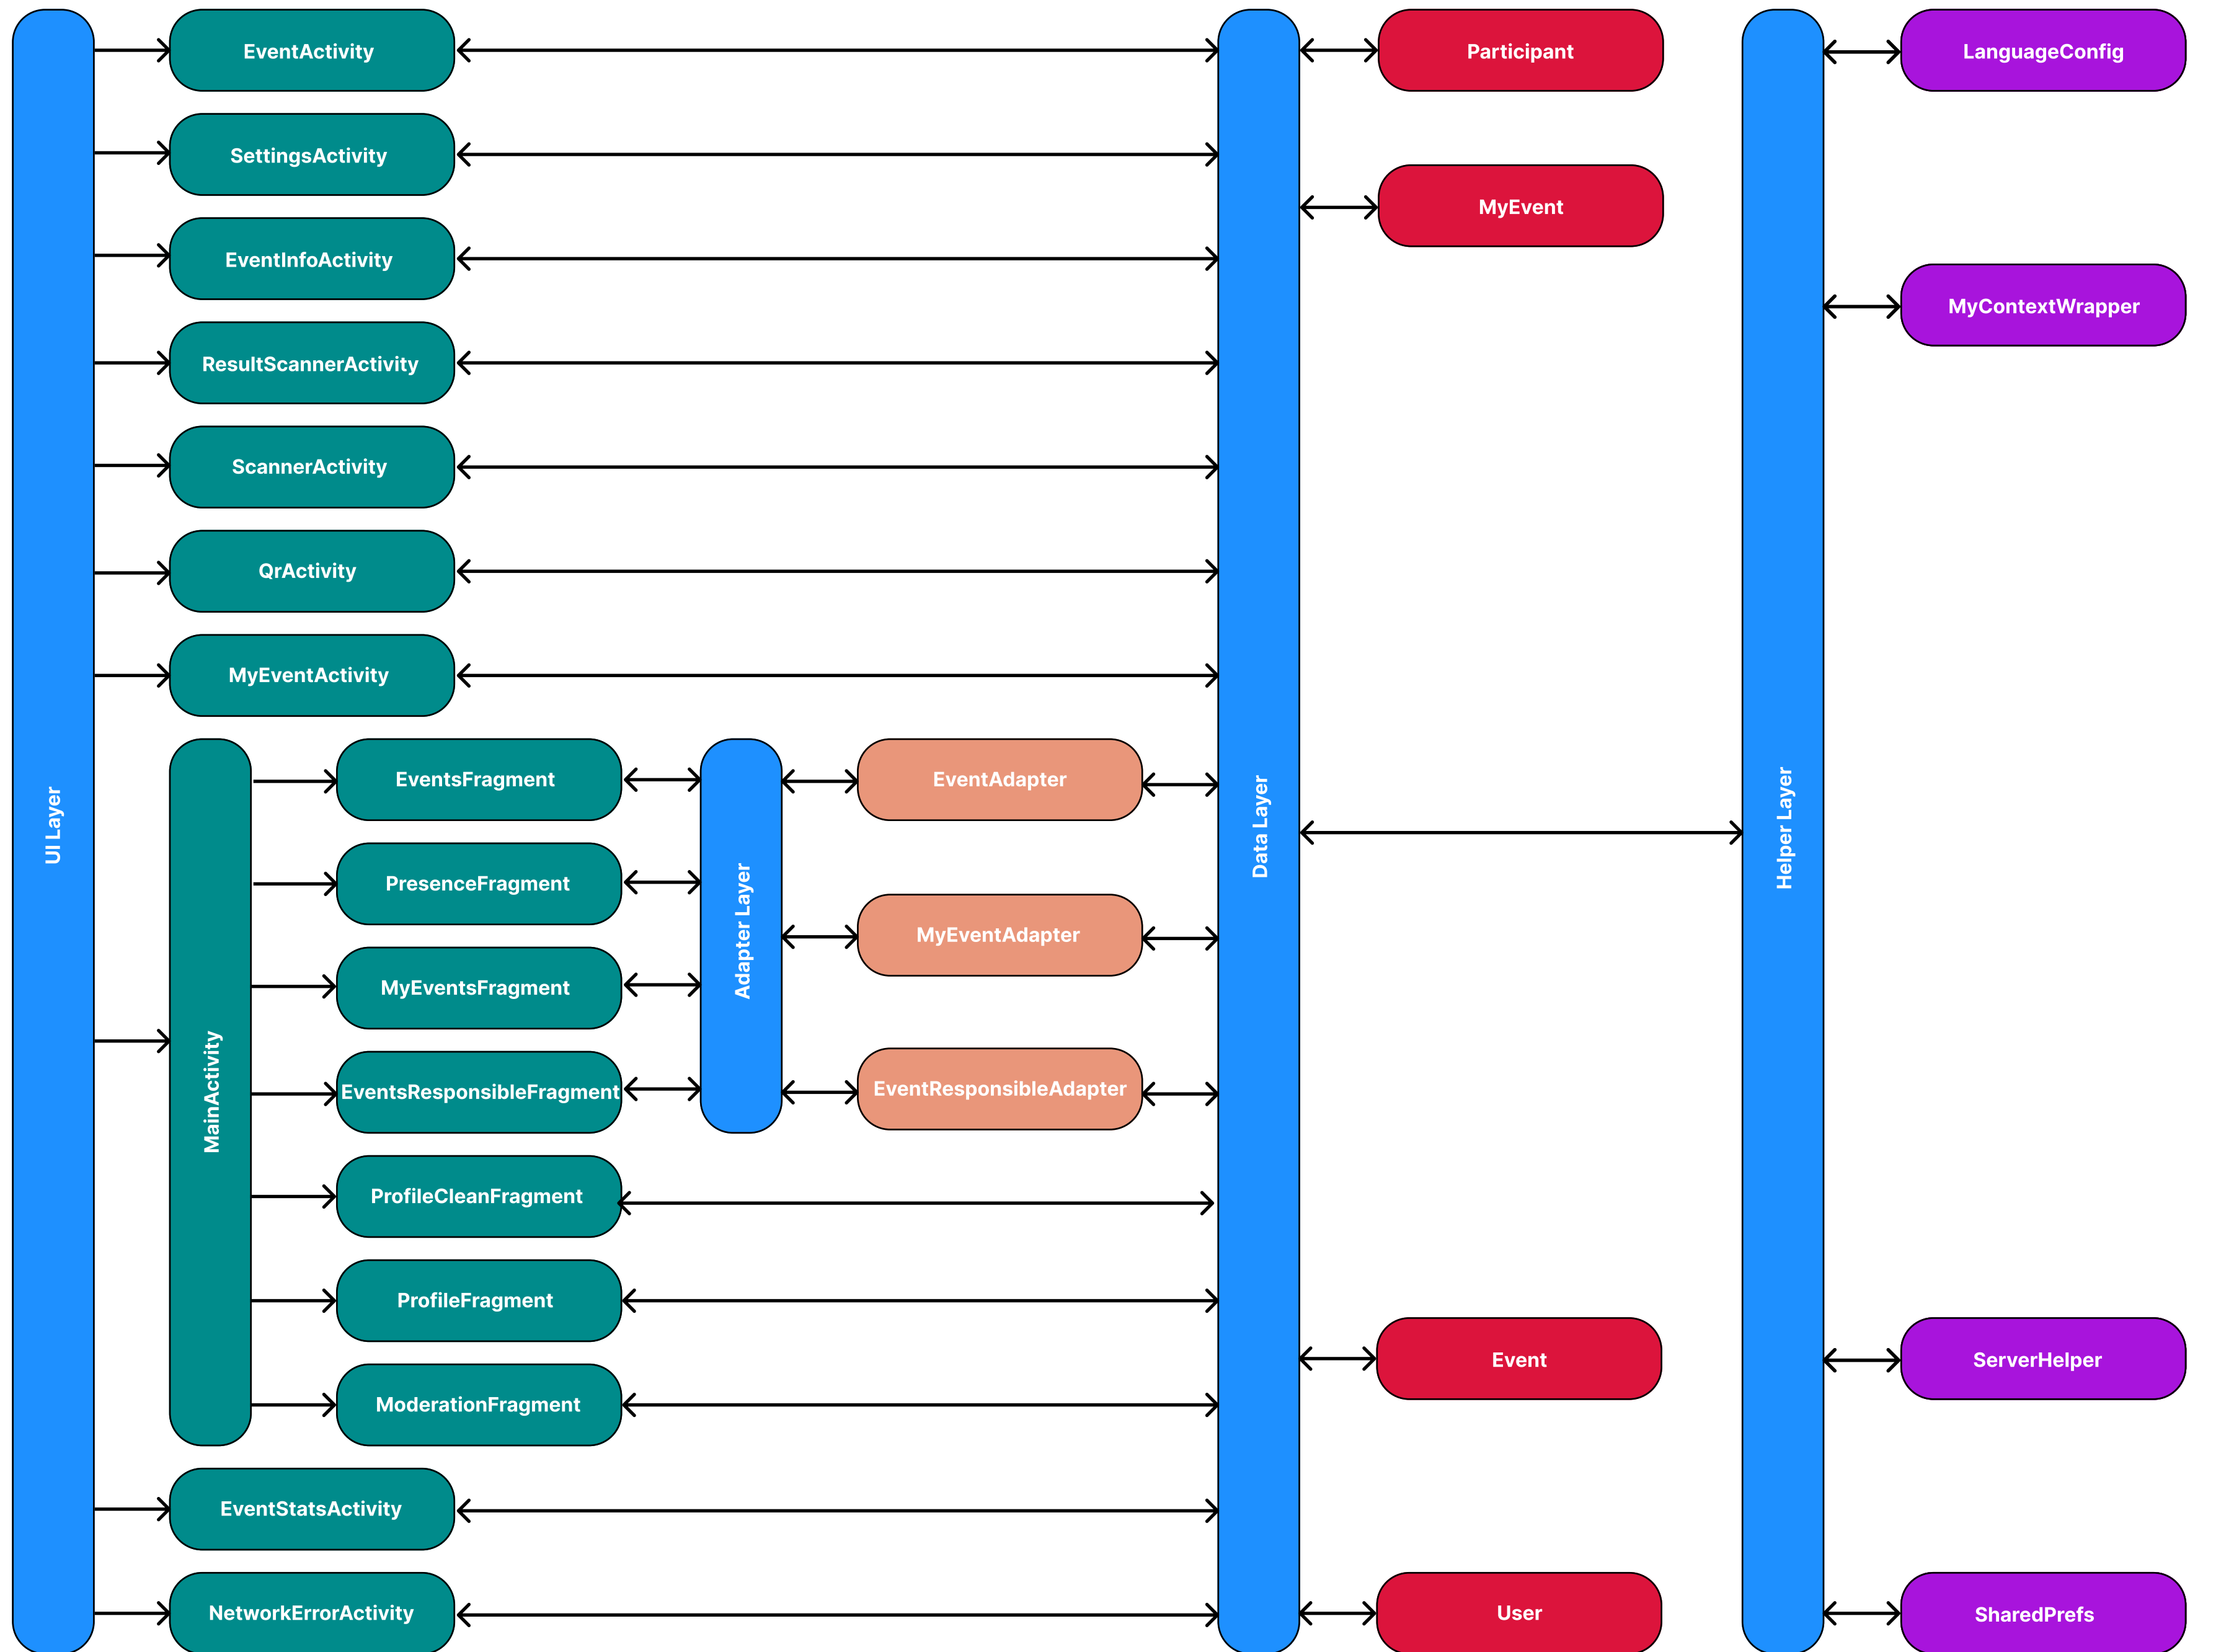 UI Layer
EventActivity
SettingsActivity
EventInfoActivity
ResultScannerActivity
ScannerActivity
QrActivity
MyEventActivity
MainActivity
EventsFragment
PresenceFragment
MyEventsFragment
EventsResponsibleFragment
ProfileCleanFragment
ProfileFragment
ModerationFragment
EventStatsActivity
NetworkErrorActivity
Adapter Layer
EventAdapter
MyEventAdapter
EventResponsibleAdapter
Data Layer
Participant
MyEvent
Event
User
Helper Layer
LanguageConfig
MyContextWrapper
ServerHelper
SharedPrefs